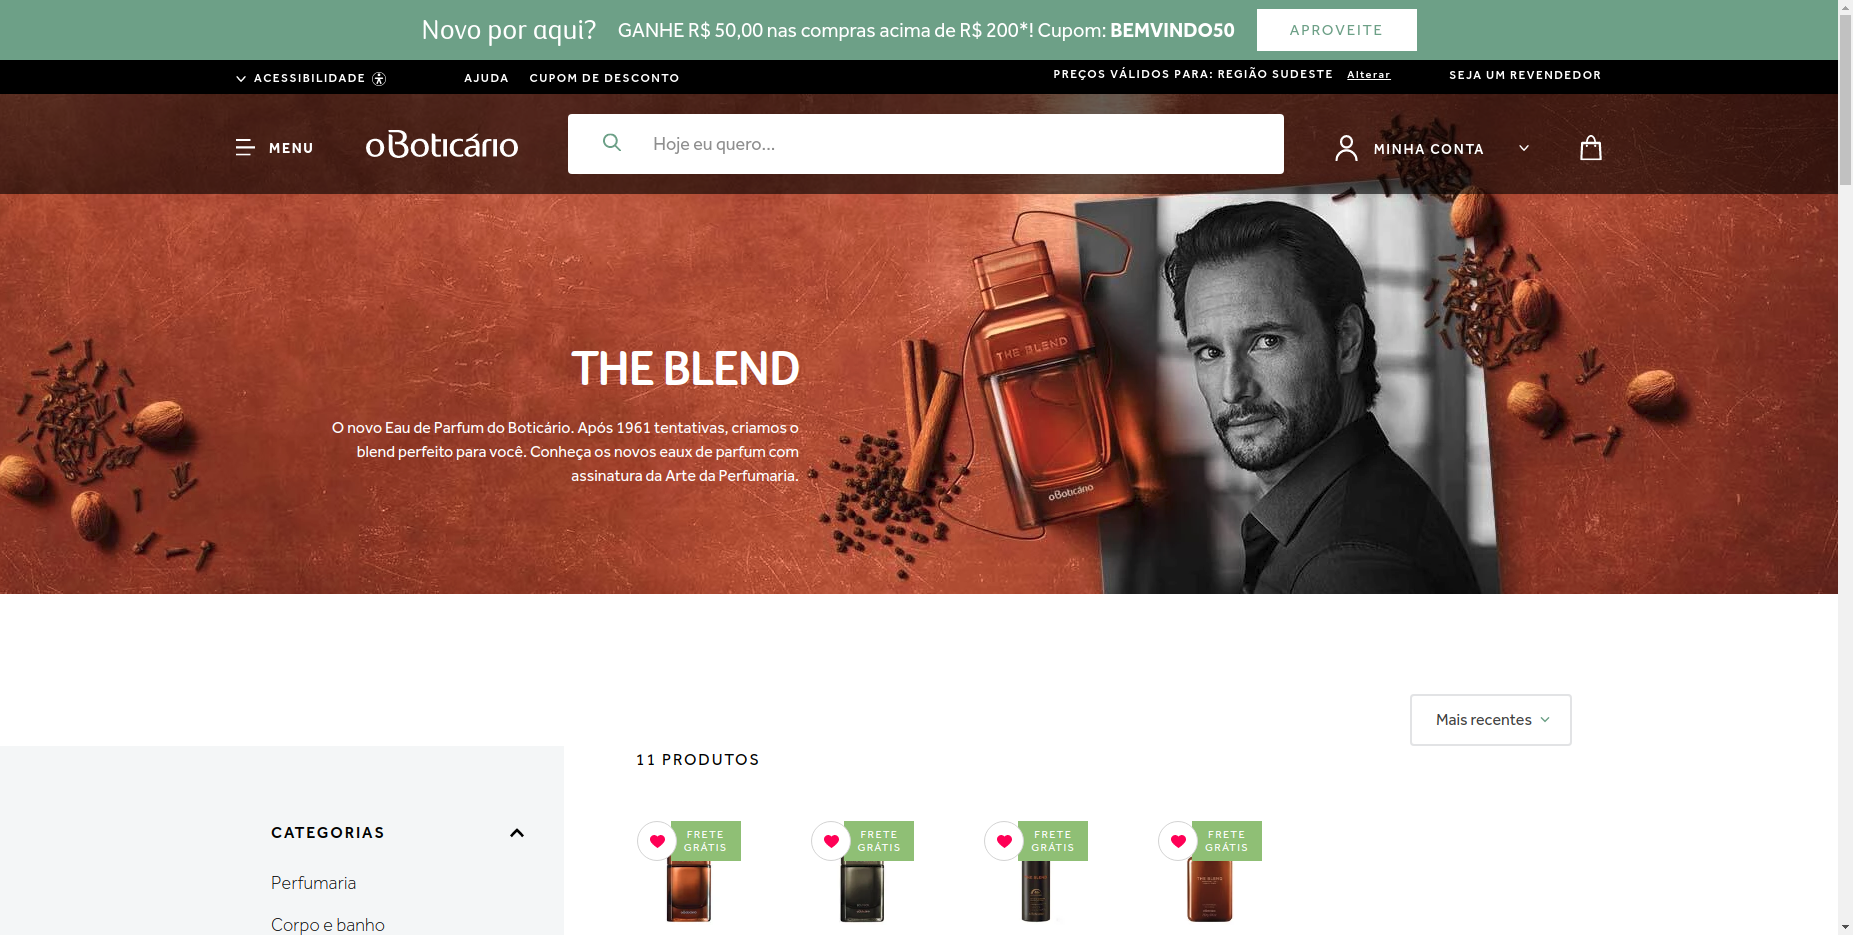 Novo por aqui? GANHE R$ 50,00 nas compras acima de R$ 200*! Cupom: BEMVINDO50 APROVEITE
ACESSIBILIDADE AJUDA CUPOM DE DESCONTO PREÇOS VÁLIDOS PARA: REGIÃO SUDESTE Alterar SEJA UM REVENDEDOR
MENU oBoticário Hoje eu quero... MINHA CONTA
THE BLEND
O novo Eau de Parfum do Boticário. Após 1961 tentativas, criamos o
blend perfeito para você. Conheça os novos eaux de parfum com
assinatura da Arte da Perfumaria.
THE BLEND
oBoticário
Mais recentes
11 PRODUTOS
CATEGORIAS
Perfumaria
Corpo e banho
FRETE
GRÁTIS
FRETE
GRÁTIS
FRETE
GRÁTIS
FRETE
GRÁTIS
THE BLEND
THE BLEND